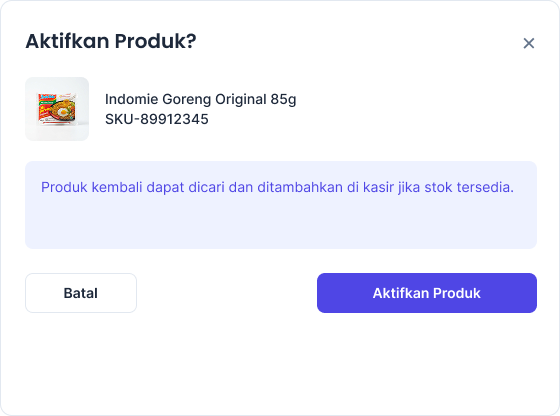 Aktifkan Produk?
Indomie Goreng Original 85g
SKU-89912345
Produk kembali dapat dicari dan ditambahkan di kasir jika stok tersedia.
Batal
Aktifkan Produk